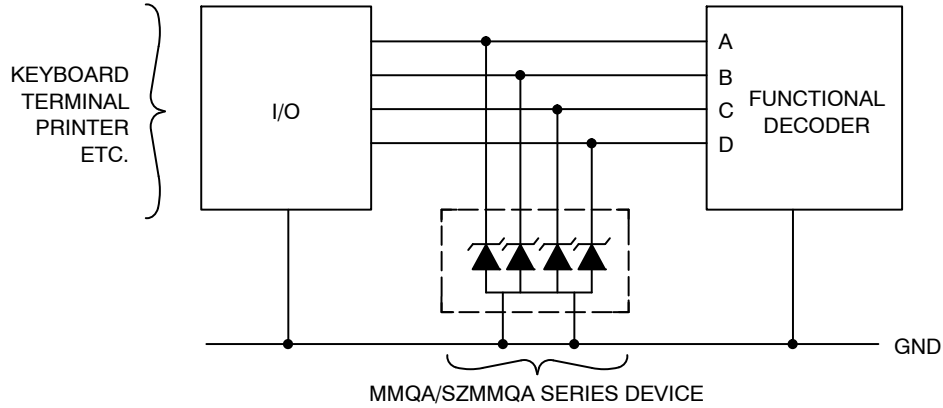 KEYBOARD
TERMINAL
PRINTER
ETC.
I/O
A
B
C
D
FUNCTIONAL
DECODER
GND
MMQA/SZMMQA SERIES DEVICE